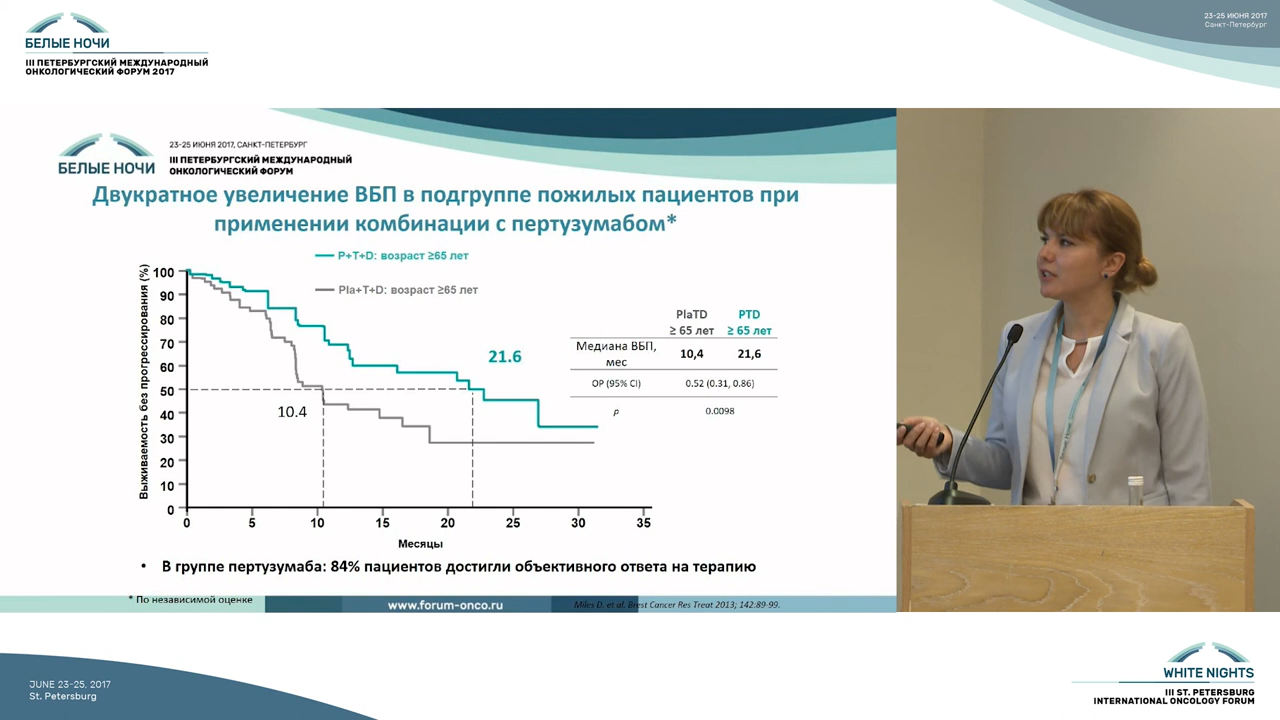 БЕЛЫЕ НОЧИ
III ПЕТЕРБУРГСКИЙ МЕЖДУНАРОДНЫЙ
ОНКОЛОГИЧЕСКИЙ ФОРУМ 2017
23-25 ИЮНЯ 2017
Санкт-Петербург
БЕЛЫЕ НОЧИ
23-25 ИЮНЯ 2017, САНКТ-ПЕТЕРБУРГ
III ПЕТЕРБУРГСКИЙ МЕЖДУНАРОДНЫЙ
ОНКОЛОГИЧЕСКИЙ ФОРУМ
Двукратное увеличение ВБП в подгруппе пожилых пациентов при
применении комбинации с пертузумабом*
P+T+D: возраст ≥65 лет
Pla+T+D: возраст ≥65 лет
Выживаемость без прогрессирования (%)
100
90
80
70
60
50
40
30
20
10
0
21.6
10.4
0 5 10 15 20 25 30 35
Месяцы
PlaTD PTD
≥ 65 лет ≥ 65 лет
Медиана ВБП,
мес
10,4 21,6
ОР (95% CI) 0.52 (0.31, 0.86)
p 0.0098
• В группе пертузумаба: 84% пациентов достигли объективного ответа на терапию
* По независимой оценке
www.forum-onco.ru
Miles D. et al. Brest Cancer Res Treat 2013; 142:89-99.
JUNE 23-25, 2017
St. Petersburg
WHITE NIGHTS
III ST. PETERSBURG
INTERNATIONAL ONCOLOGY FORUM